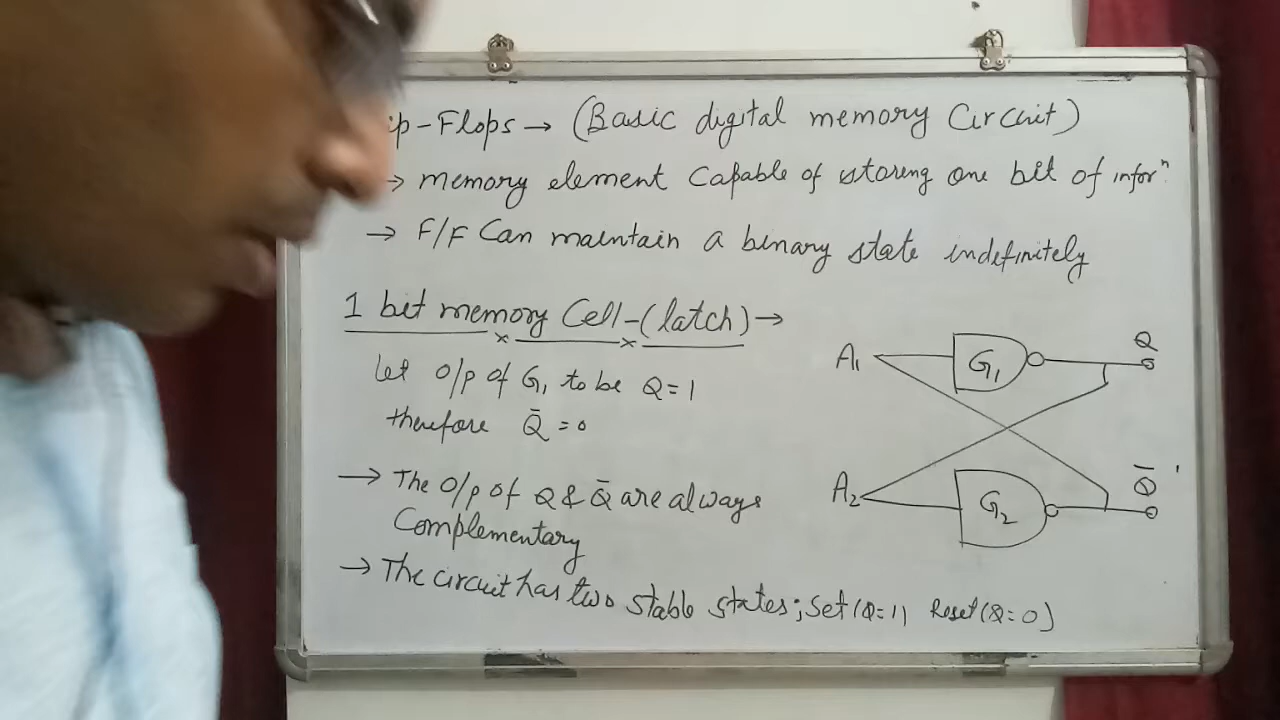 ip-Flops → (Basic digital memory Circuit)
→ memory element Capable of storing one bit of inforⁿ
→ F/F Can maintain a binary state indefinitely
1 bit memory Cell-(latch) →
let o/p of G₁ to be Q=1
therefore Q̄ = 0
→ The o/p of Q & Q̄ are always
Complementary
→ The circuit has two stable states; Set (Q=1) Reset (Q=0)
A₁ G₁ Q
A₂ G₂ Q̄